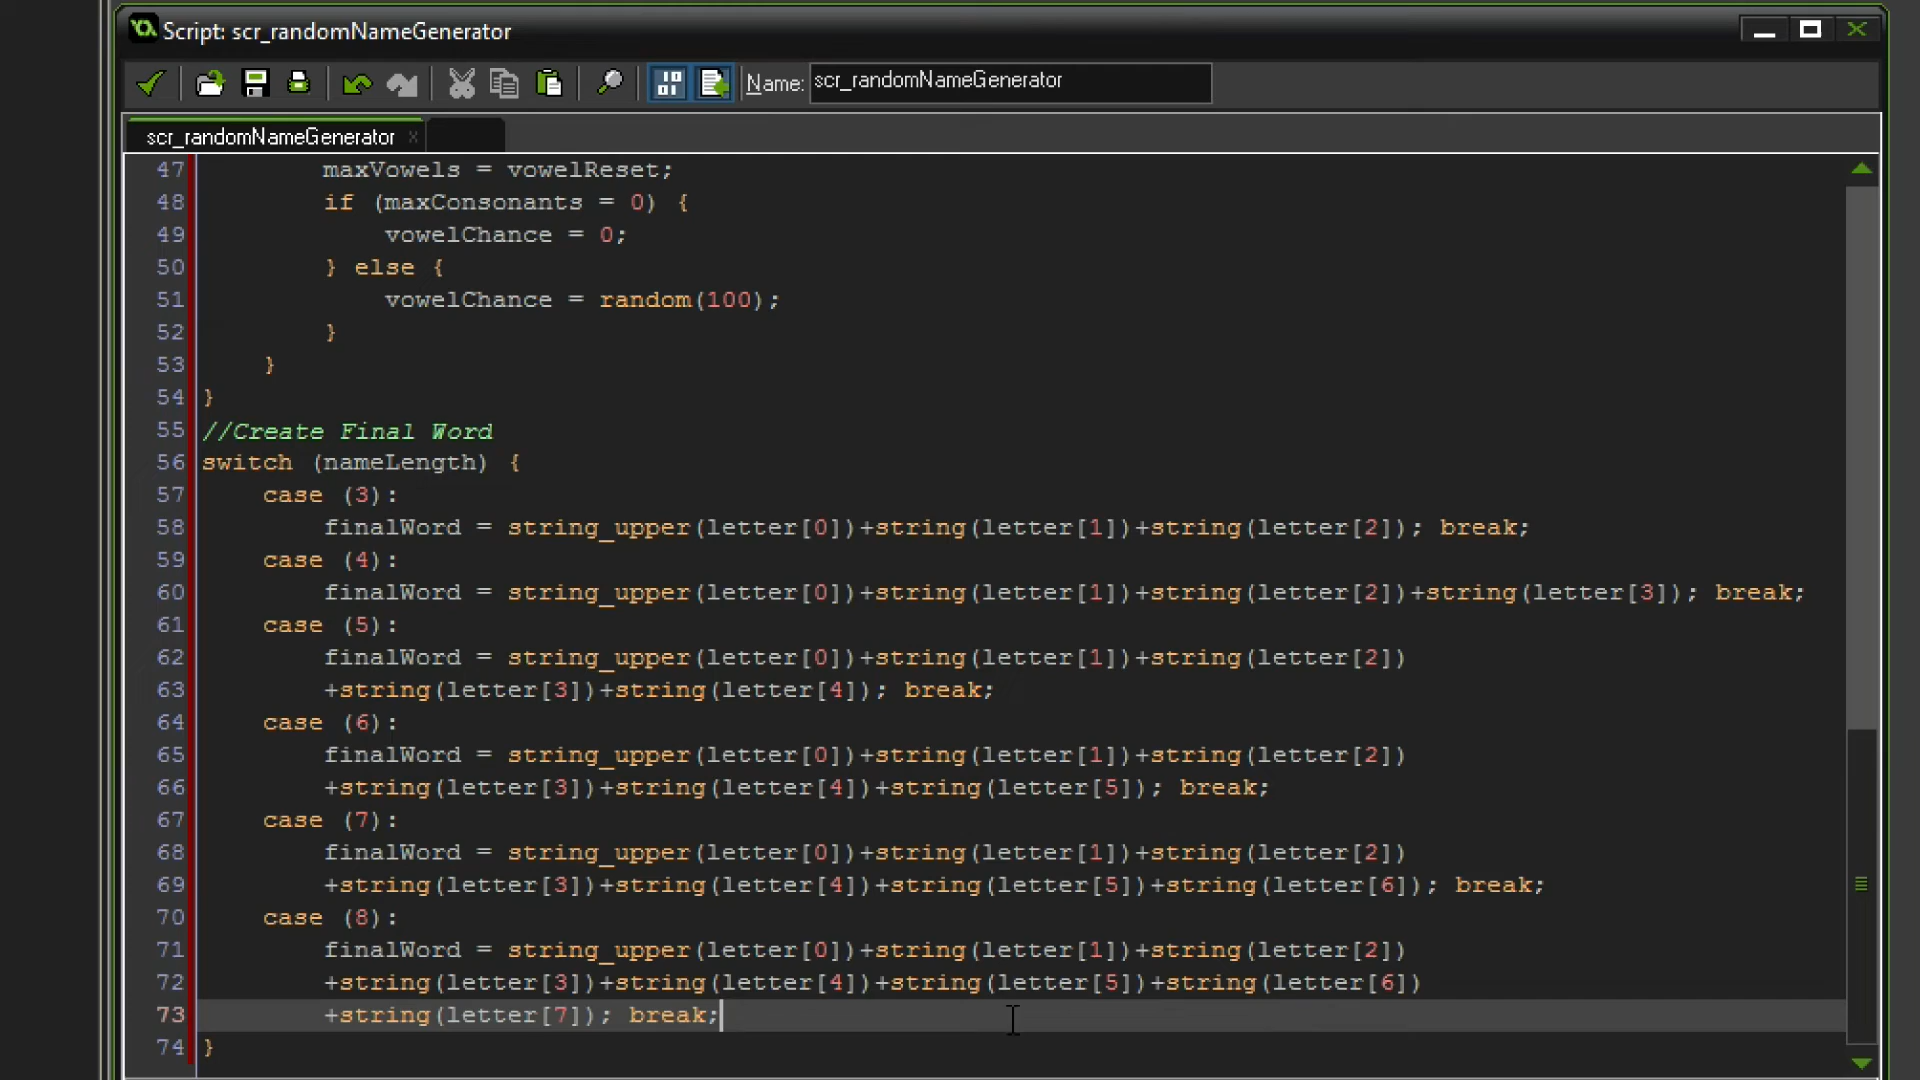 Script: scr_randomNameGenerator
Name: scr_randomNameGenerator
scr_randomNameGenerator
47 maxVowels = vowelReset;
48 if (maxConsonants = 0) {
49 vowelChance = 0;
50 } else {
51 vowelChance = random(100);
52 }
53 }
54 }
55 //Create Final Word
56 switch (nameLength) {
57 case (3):
58 finalWord = string_upper(letter[0])+string(letter[1])+string(letter[2]); break;
59 case (4):
60 finalWord = string_upper(letter[0])+string(letter[1])+string(letter[2])+string(letter[3]); break;
61 case (5):
62 finalWord = string_upper(letter[0])+string(letter[1])+string(letter[2])
63 +string(letter[3])+string(letter[4]); break;
64 case (6):
65 finalWord = string_upper(letter[0])+string(letter[1])+string(letter[2])
66 +string(letter[3])+string(letter[4])+string(letter[5]); break;
67 case (7):
68 finalWord = string_upper(letter[0])+string(letter[1])+string(letter[2])
69 +string(letter[3])+string(letter[4])+string(letter[5])+string(letter[6]); break;
70 case (8):
71 finalWord = string_upper(letter[0])+string(letter[1])+string(letter[2])
72 +string(letter[3])+string(letter[4])+string(letter[5])+string(letter[6])
73 +string(letter[7]); break;
74 }